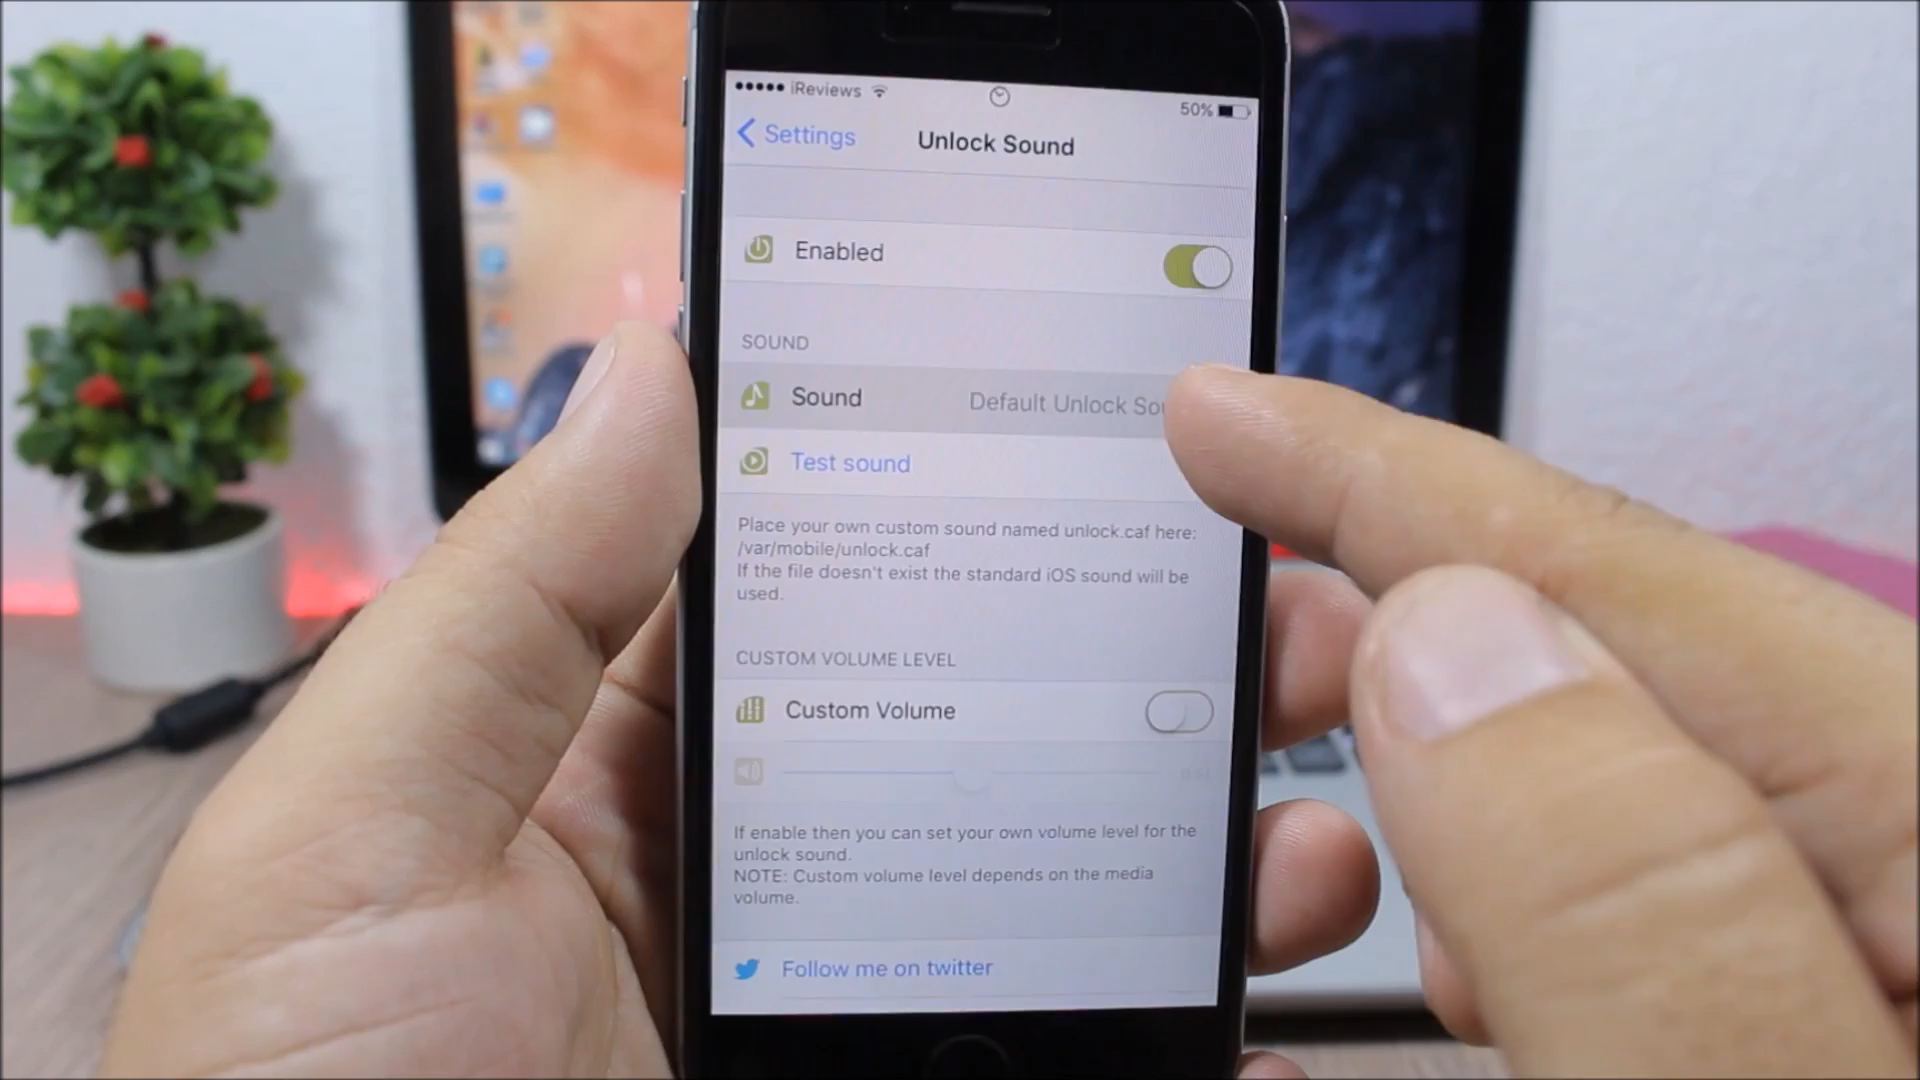 iReviews
50%
Settings
Unlock Sound
Enabled
SOUND
Sound
Default Unlock
Test sound
Place your own custom sound named unlock.caf here:
/var/mobile/unlock.caf
If the file doesn't exist the standard iOS sound will be
used.
CUSTOM VOLUME LEVEL
Custom Volume
If enable then you can set your own volume level for the
unlock sound.
NOTE: Custom volume level depends on the media
volume.
Follow me on twitter